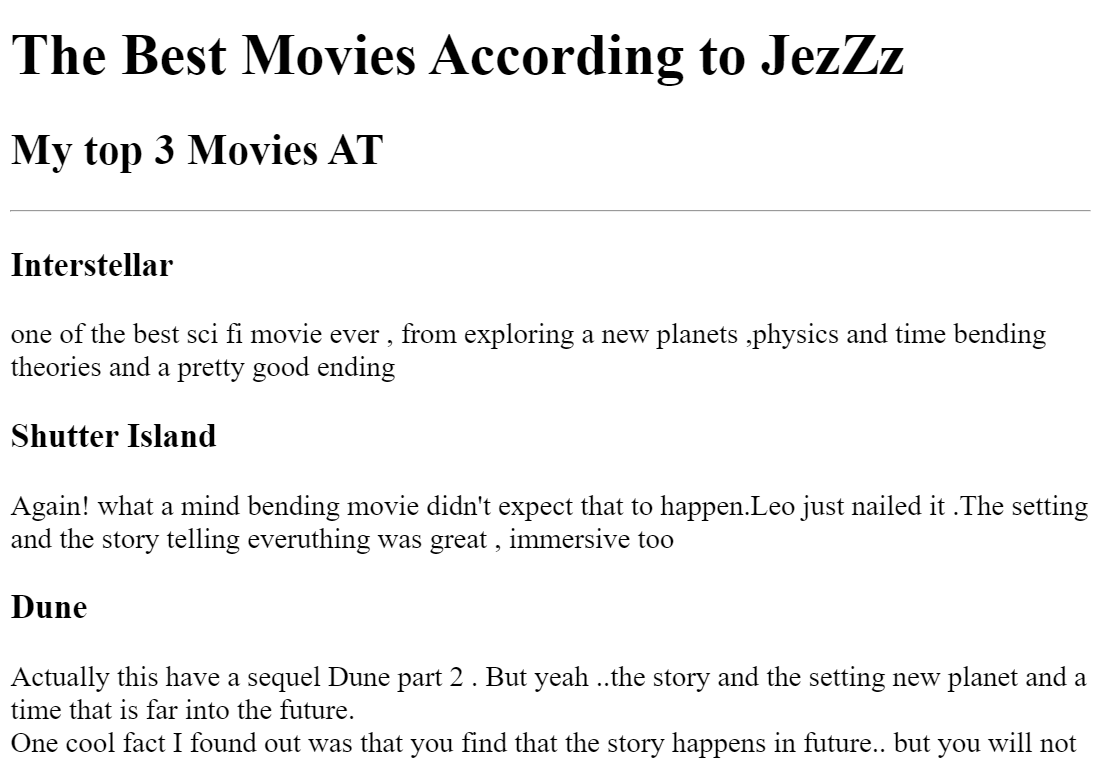 The Best Movies According to JezZz
My top 3 Movies AT
Interstellar
one of the best sci fi movie ever , from exploring a new planets ,physics and time bending
theories and a pretty good ending
Shutter Island
Again! what a mind bending movie didn't expect that to happen.Leo just nailed it .The setting
and the story telling everuthing was great , immersive too
Dune
Actually this have a sequel Dune part 2 . But yeah ..the story and the setting new planet and a
time that is far into the future.
One cool fact I found out was that you find that the story happens in future.. but you will not